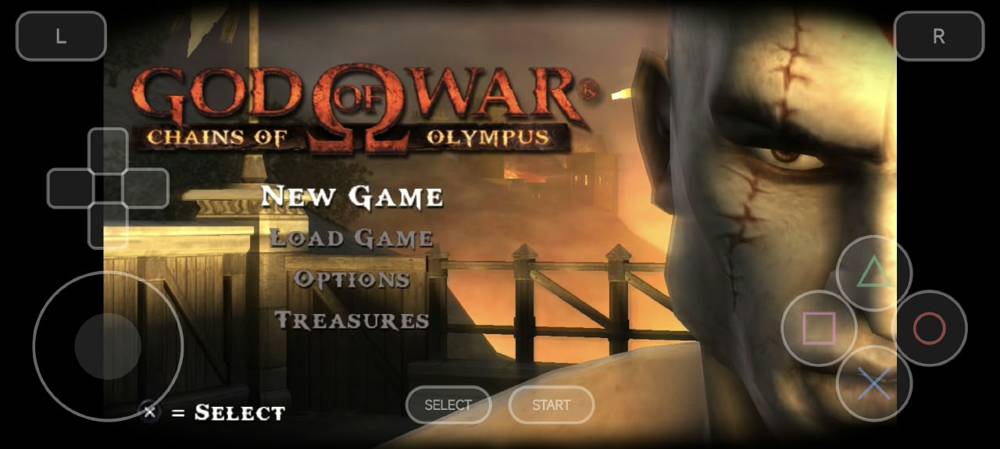 L
R
GOD OF WAR®
CHAINS OF OLYMPUS
NEW GAME
LOAD GAME
OPTIONS
TREASURES
× = SELECT
SELECT
START